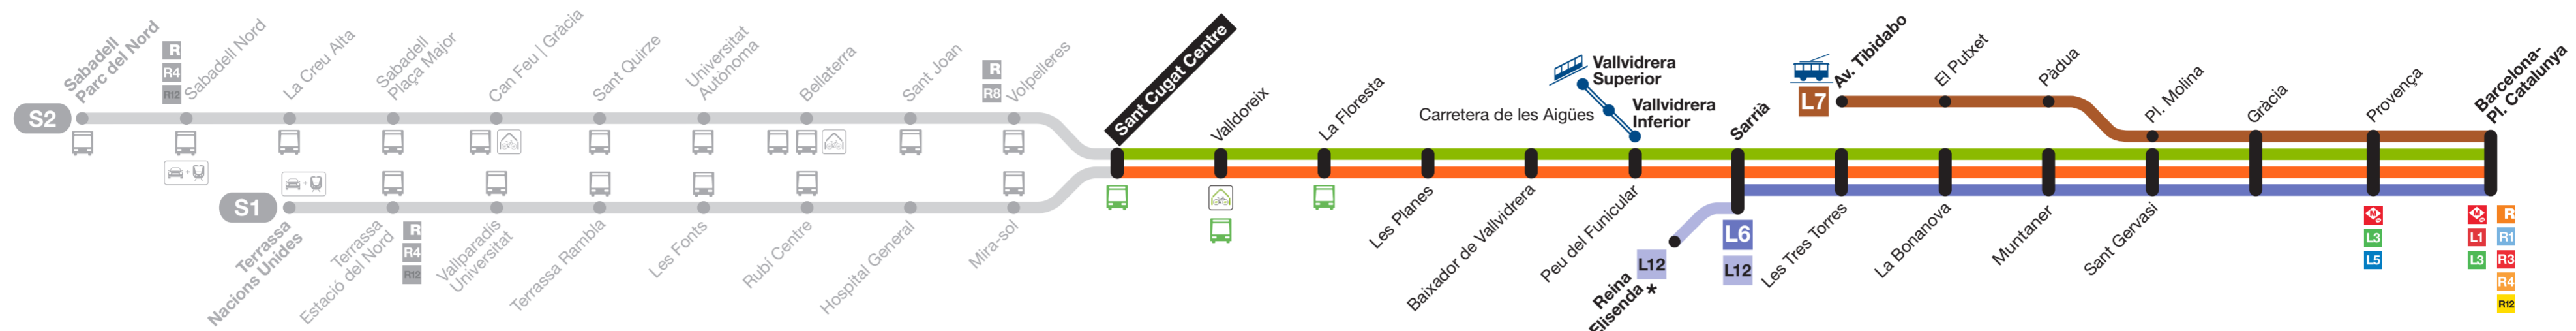 S2
Sabadell
Parc del Nord
R
R4
R12
Sabadell Nord
La Creu Alta
Sabadell
Plaça Major
Can Feu | Gràcia
Sant Quirze
Universitat
Autònoma
Bellaterra
Sant Joan
R
R8
Volpelleres
S1
Terrassa
Nacions Unides
Terrassa
Estació del Nord
R
R4
R12
Vallparadís
Universitat
Terrassa Rambla
Les Fonts
Rubí Centre
Hospital General
Mira-sol
Sant Cugat Centre
Valldoreix
La Floresta
Les Planes
Baixador de Vallvidrera
Peu del Funicular
Carretera de les Aigües
Vallvidrera
Superior
Vallvidrera
Inferior
Sarrià
L6
L12
Reina
Elisenda *
L12
L7
Av. Tibidabo
El Putxet
Pàdua
Pl. Molina
Gràcia
Provença
Barcelona-
Pl. Catalunya
Les Tres Torres
La Bonanova
Muntaner
Sant Gervasi
M
L3
L5
M
L1
L3
R
R1
R3
R4
R12